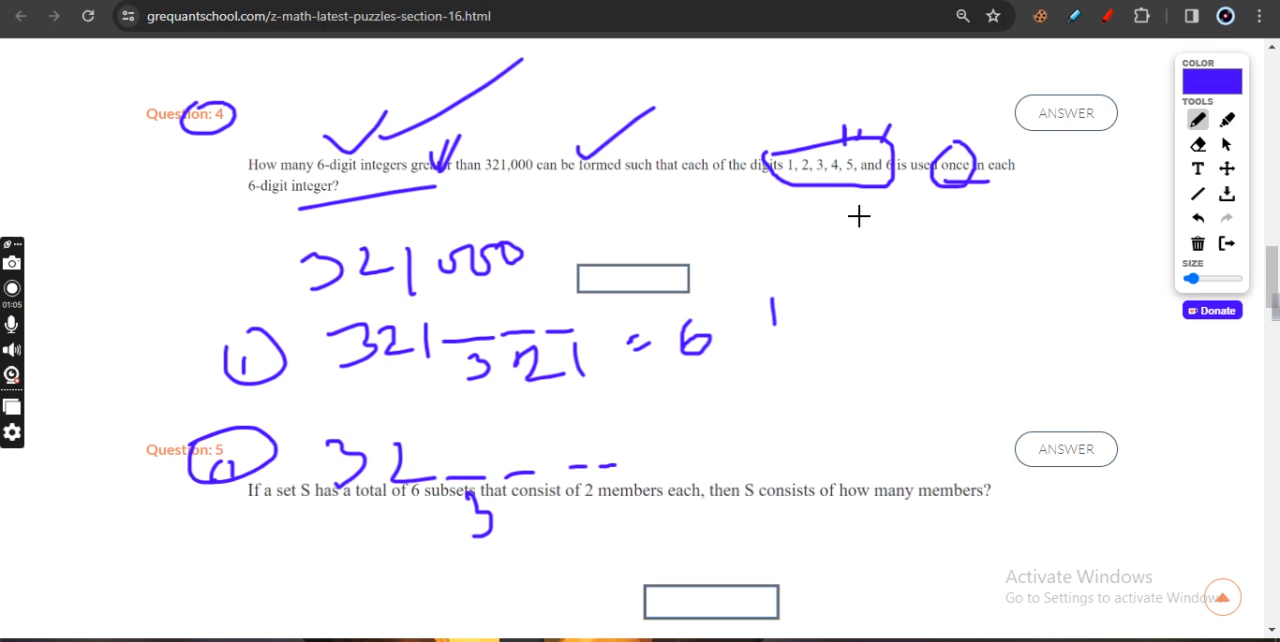 grequantschool.com/z-math-latest-puzzles-section-16.html
COLOR
TOOLS
T
SIZE
Donate
01:05
Question: 4
ANSWER
How many 6-digit integers greater than 321,000 can be formed such that each of the digits 1, 2, 3, 4, 5, and 6 is used once in each
6-digit integer?
321000
1 321 _ _ _ = 6 1
3 2 1
Question: 5
ANSWER
32 _ _ _ _
If a set S has a total of 6 subsets that consist of 2 members each, then S consists of how many members?
3
Activate Windows
Go to Settings to activate Windows